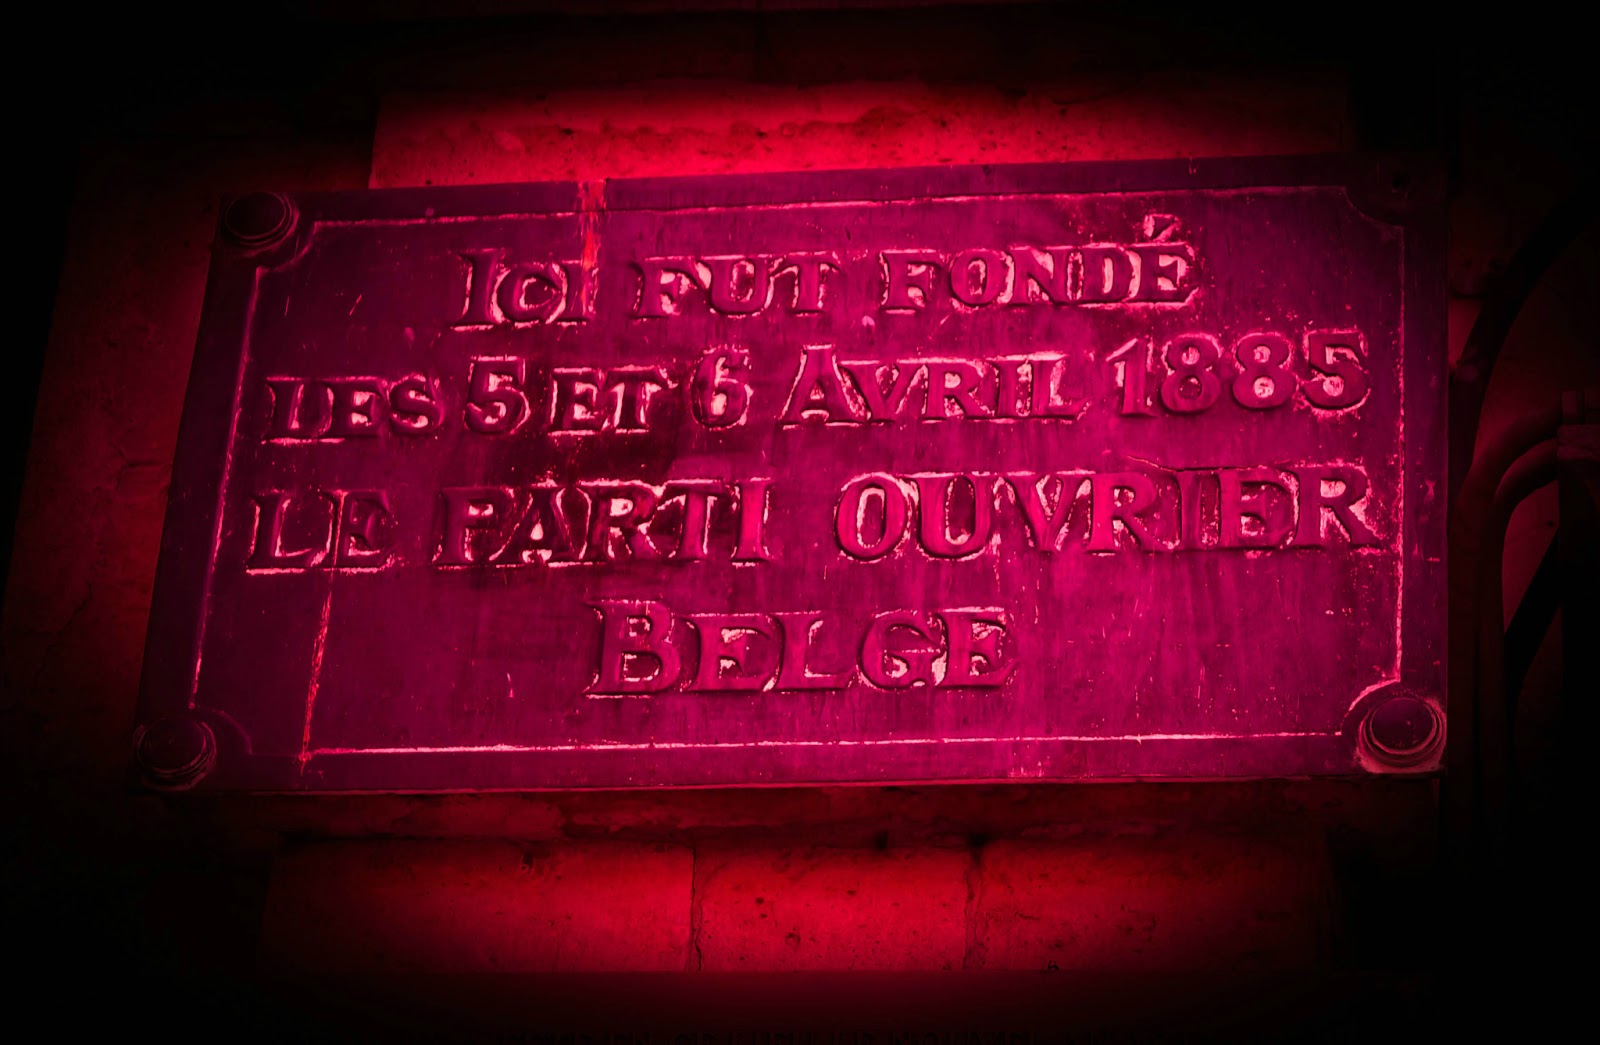 Ici fut fondé
les 5 et 6 Avril 1885
le parti ouvrier
Belge